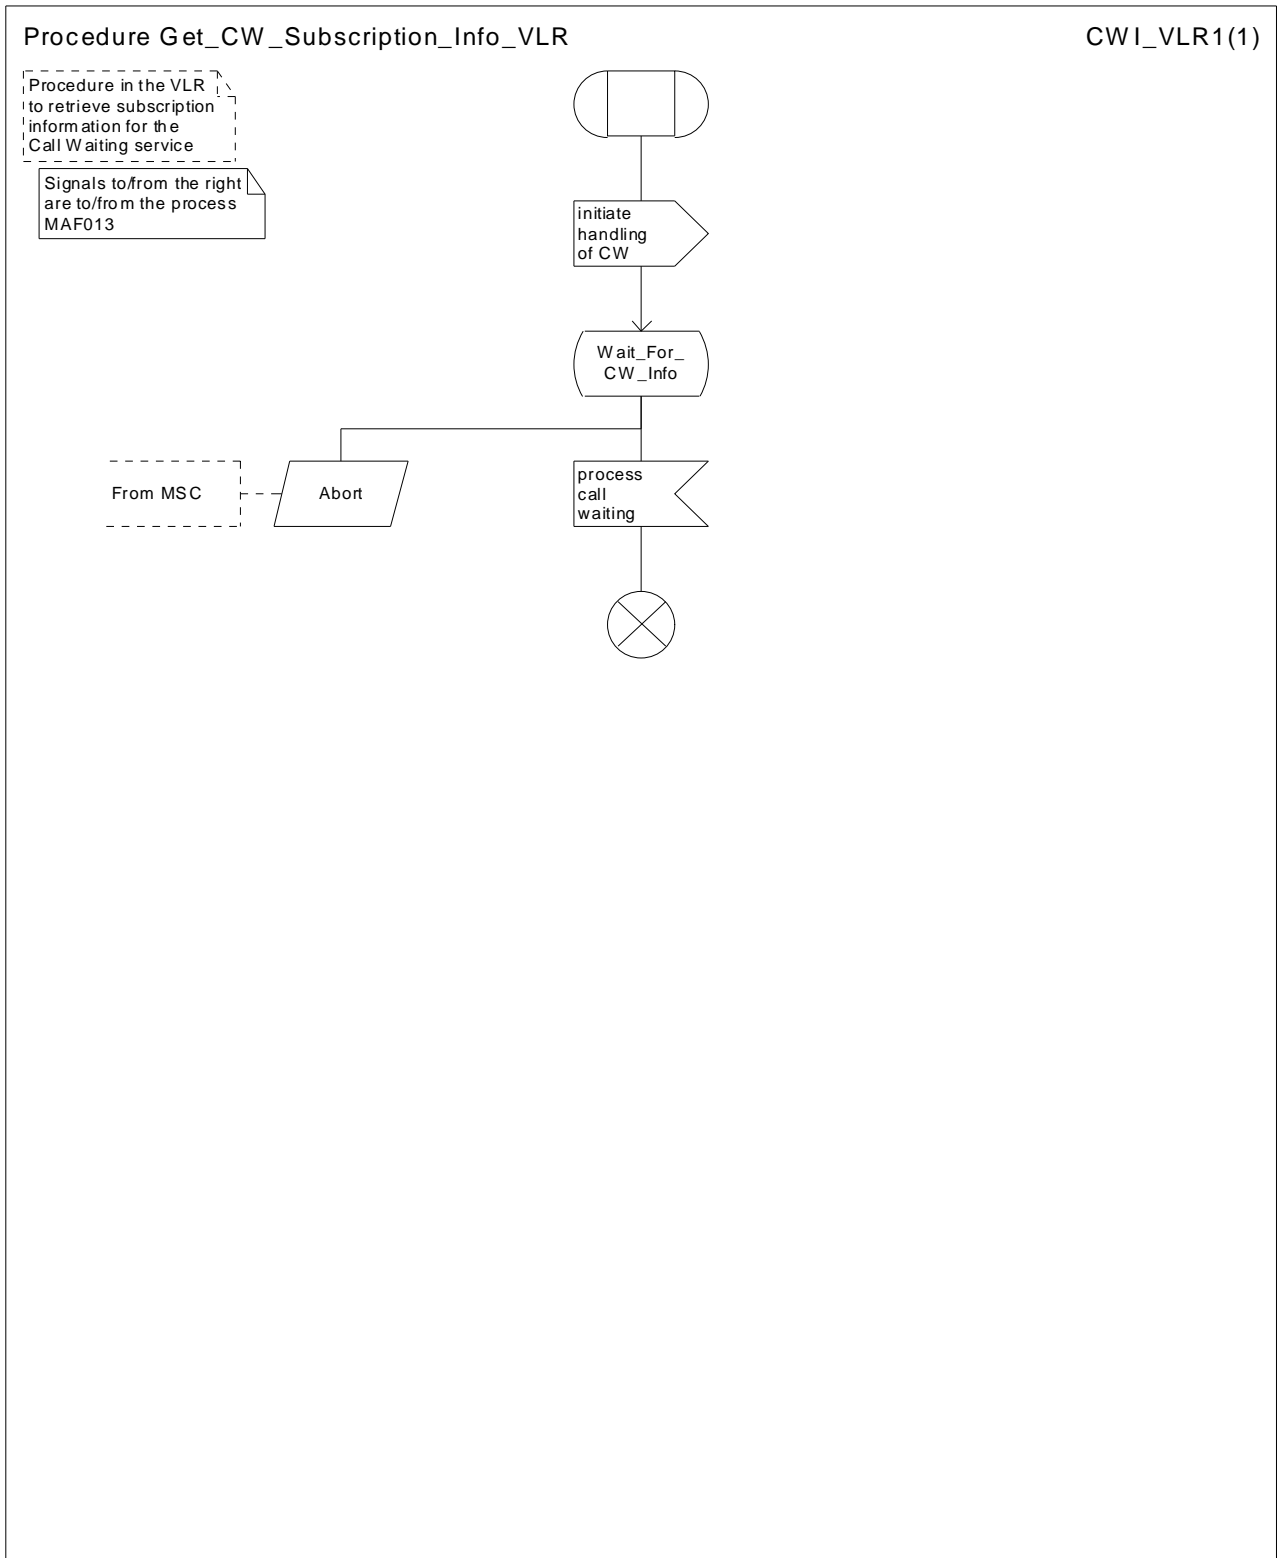 Procedure Get_CW_Subscription_Info_VLR
CWI_VLR1(1)
Procedure in the VLR
to retrieve subscription
information for the
Call Waiting service
Signals to/from the right
are to/from the process
MAF013
initiate
handling
of CW
Wait_For_
CW_Info
From MSC
Abort
process
call
waiting